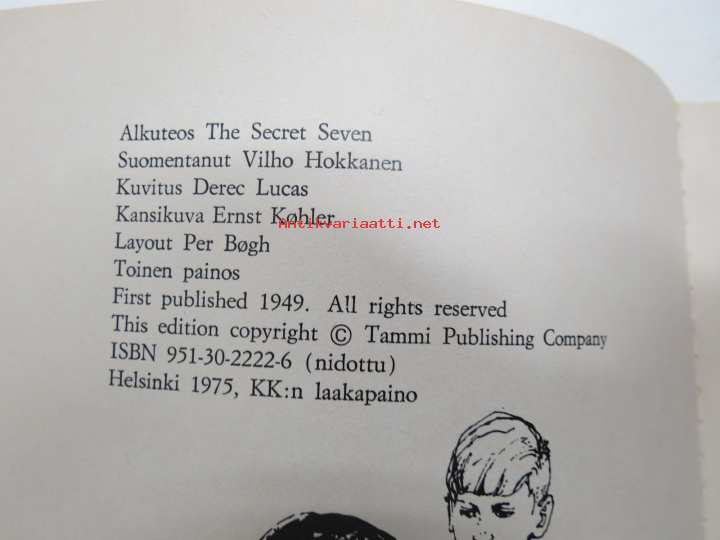 Alkuteos The Secret Seven
Suomentanut Vilho Hokkanen
Kuvitus Derec Lucas
Kansikuva Ernst Køhler
Antikvariaatti.net
Layout Per Bøgh
Toinen painos
First published 1949. All rights reserved
This edition copyright © Tammi Publishing Company
ISBN 951-30-2222-6 (nidottu)
Helsinki 1975, KK:n laakapaino